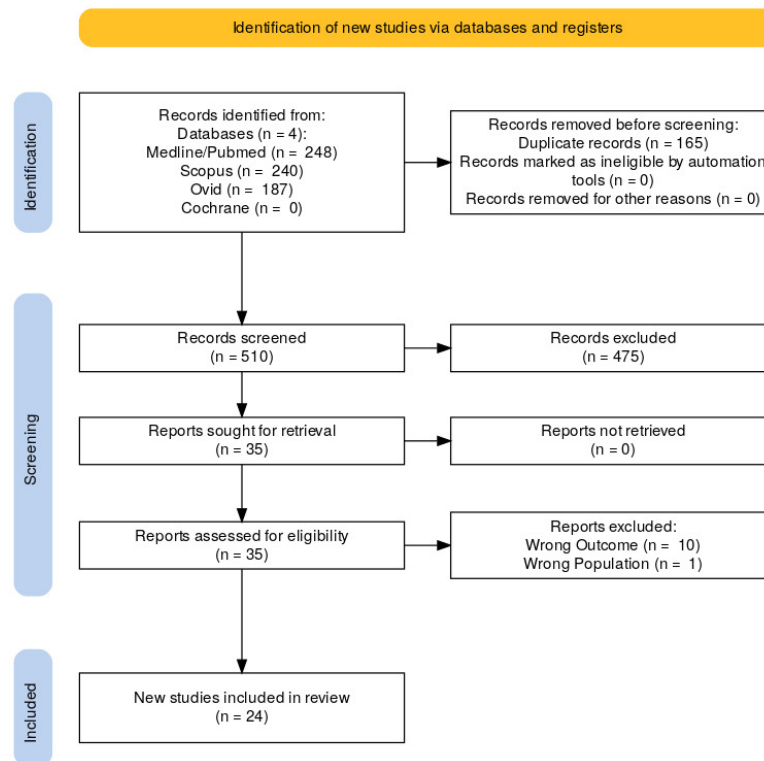 Identification of new studies via databases and registers
Identification
Records identified from:
Databases (n = 4):
Medline/Pubmed (n = 248)
Scopus (n = 240)
Ovid (n = 187)
Cochrane (n = 0)
Records removed before screening:
Duplicate records (n = 165)
Records marked as ineligible by automation
tools (n = 0)
Records removed for other reasons (n = 0)
Screening
Records screened
(n = 510)
Records excluded
(n = 475)
Reports sought for retrieval
(n = 35)
Reports not retrieved
(n = 0)
Reports assessed for eligibility
(n = 35)
Reports excluded:
Wrong Outcome (n = 10)
Wrong Population (n = 1)
Included
New studies included in review
(n = 24)